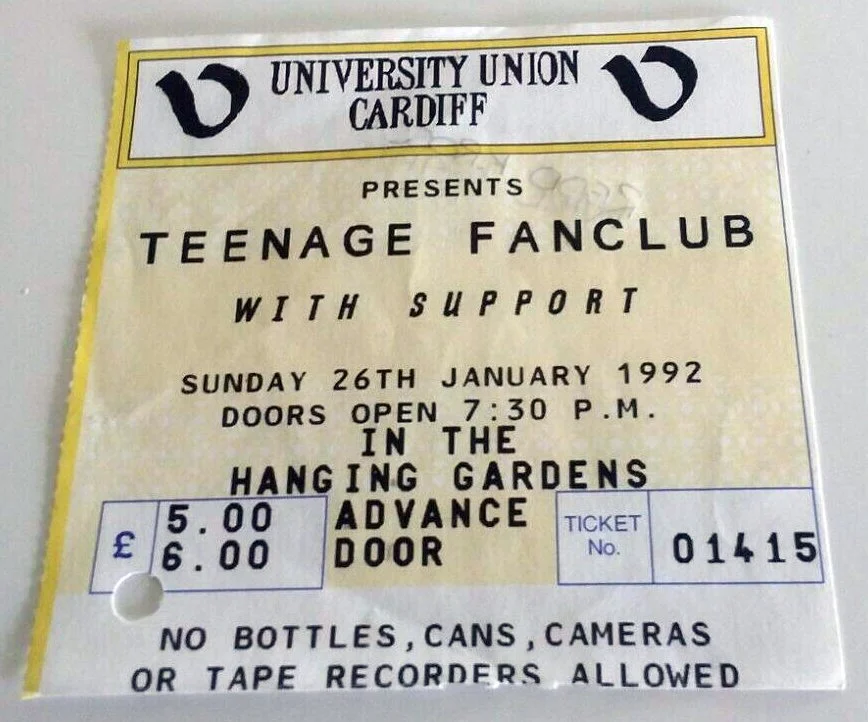 UNIVERSITY UNION
CARDIFF
PRESENTS
TEENAGE FANCLUB
WITH SUPPORT
SUNDAY 26TH JANUARY 1992
DOORS OPEN 7:30 P.M.
IN THE
HANGING GARDENS
£ 5.00 ADVANCE
6.00 DOOR
TICKET No. 01415
NO BOTTLES,CANS,CAMERAS
OR TAPE RECORDERS ALLOWED